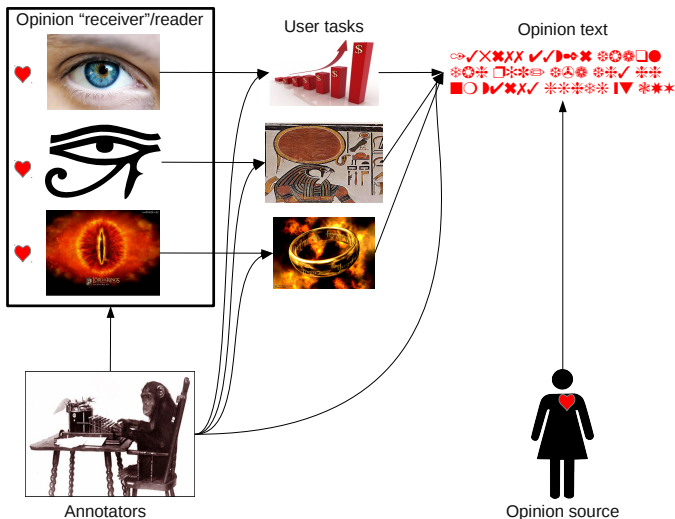 Opinion “receiver”/reader
User tasks
Opinion text
$
$
Annotators
Opinion source